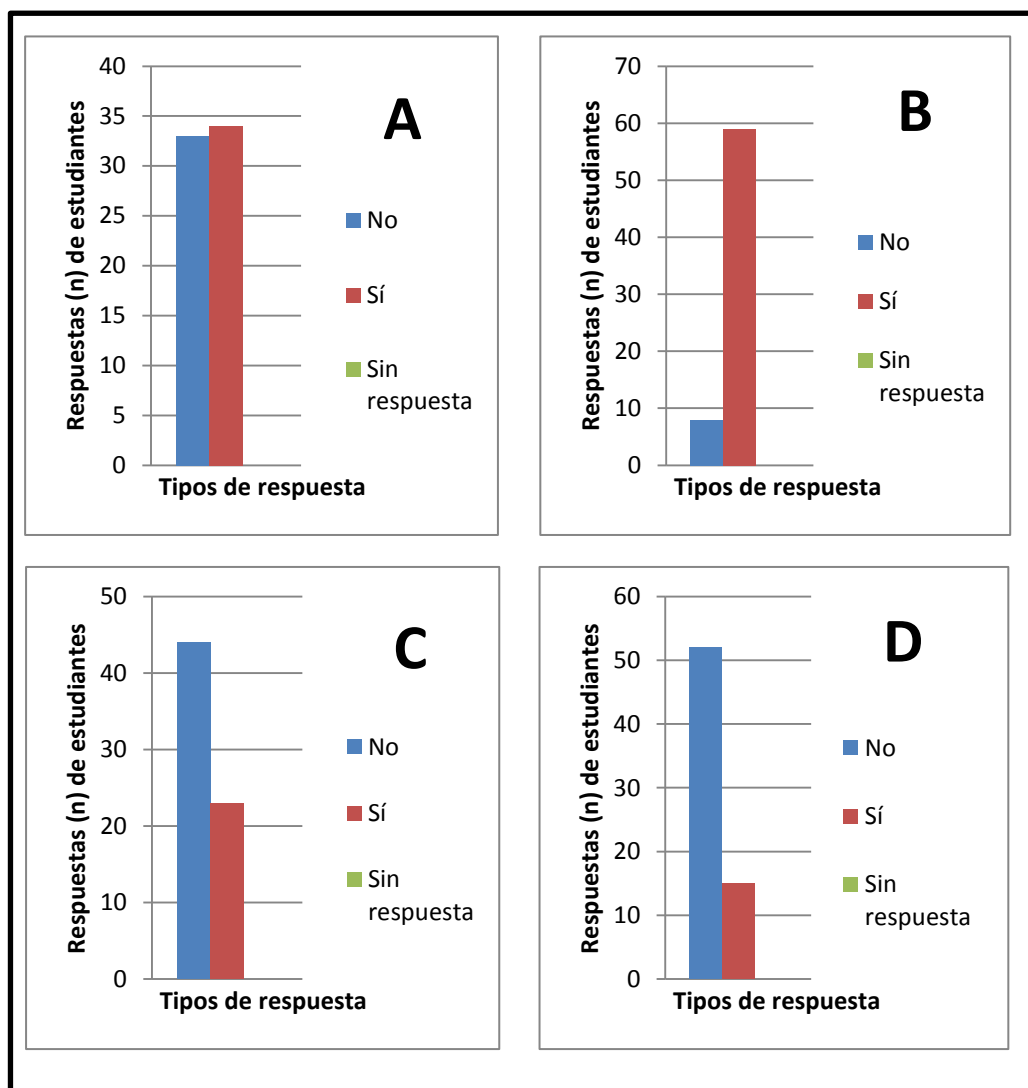 A
Respuestas (n) de estudiantes
40
35
30
25
20
15
10
5
0
Tipos de respuesta
No
Sí
Sin
respuesta
B
Respuestas (n) de estudiantes
70
60
50
40
30
20
10
0
Tipos de respuesta
No
Sí
Sin
respuesta
C
Respuestas (n) de estudiantes
50
40
30
20
10
0
Tipos de respuesta
No
Sí
Sin
respuesta
D
Respuestas (n) de estudiantes
60
50
40
30
20
10
0
Tipos de respuesta
No
Sí
Sin
respuesta